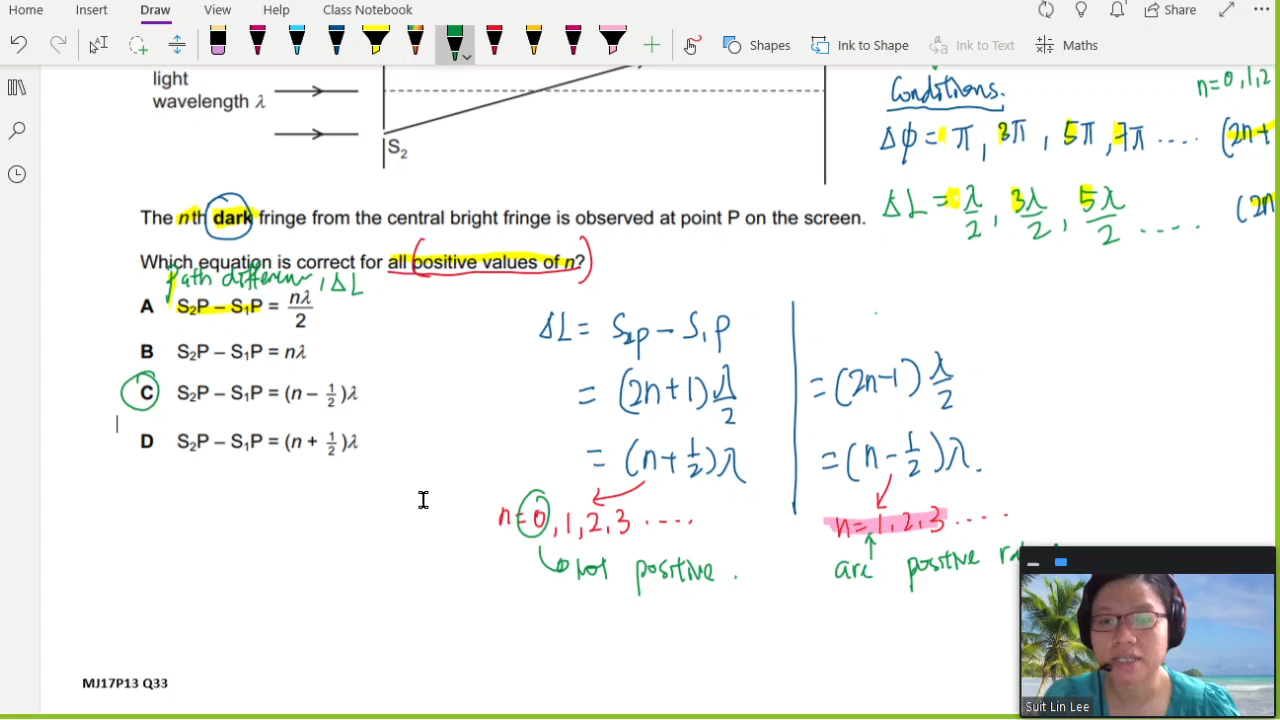 Home Insert Draw View Help Class Notebook Share
Shapes Ink to Shape Ink to Text Maths
light
wavelength λ
S₂
Conditions.
n=0,1,2
Δφ = π, 3π, 5π, 7π .... (2n+
ΔL = λ/2, 3λ/2, 5λ/2 .... (2n
The nth dark fringe from the central bright fringe is observed at point P on the screen.
Which equation is correct for all positive values of n?
Path difference, ΔL
A S₂P – S₁P = nλ/2
B S₂P – S₁P = nλ
C S₂P – S₁P = (n – 1/2)λ
D S₂P – S₁P = (n + 1/2)λ
ΔL = S₂P – S₁P
= (2n+1) λ/2
= (n + 1/2) λ
n = 0, 1, 2, 3 ....
not positive.
= (2n-1) λ/2
= (n - 1/2) λ.
n = 1, 2, 3 ....
are positive
MJ17P13 Q33
Suit Lin Lee